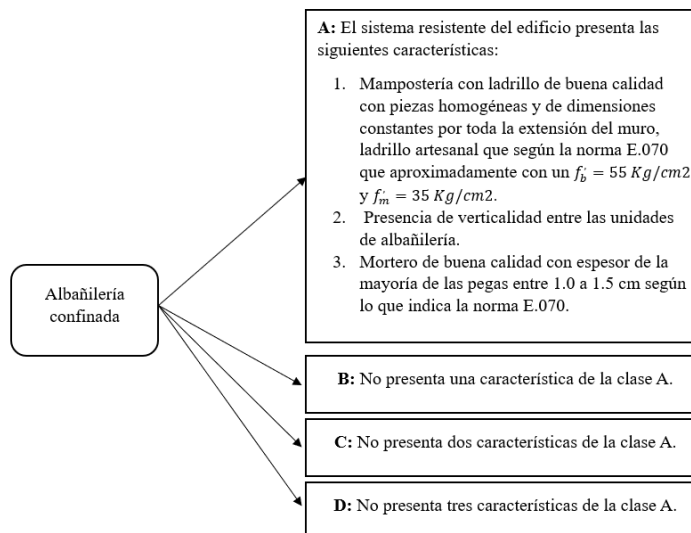 A: El sistema resistente del edificio presenta las
siguientes características:
1. Mampostería con ladrillo de buena calidad
con piezas homogéneas y de dimensiones
constantes por toda la extensión del muro,
ladrillo artesanal que según la norma E.070
que aproximadamente con un f'b = 55 Kg/cm2
y f'm = 35 Kg/cm2.
2. Presencia de verticalidad entre las unidades
de albañilería.
3. Mortero de buena calidad con espesor de la
mayoría de las pegas entre 1.0 a 1.5 cm según
lo que indica la norma E.070.
Albañilería
confinada
B: No presenta una característica de la clase A.
C: No presenta dos características de la clase A.
D: No presenta tres características de la clase A.